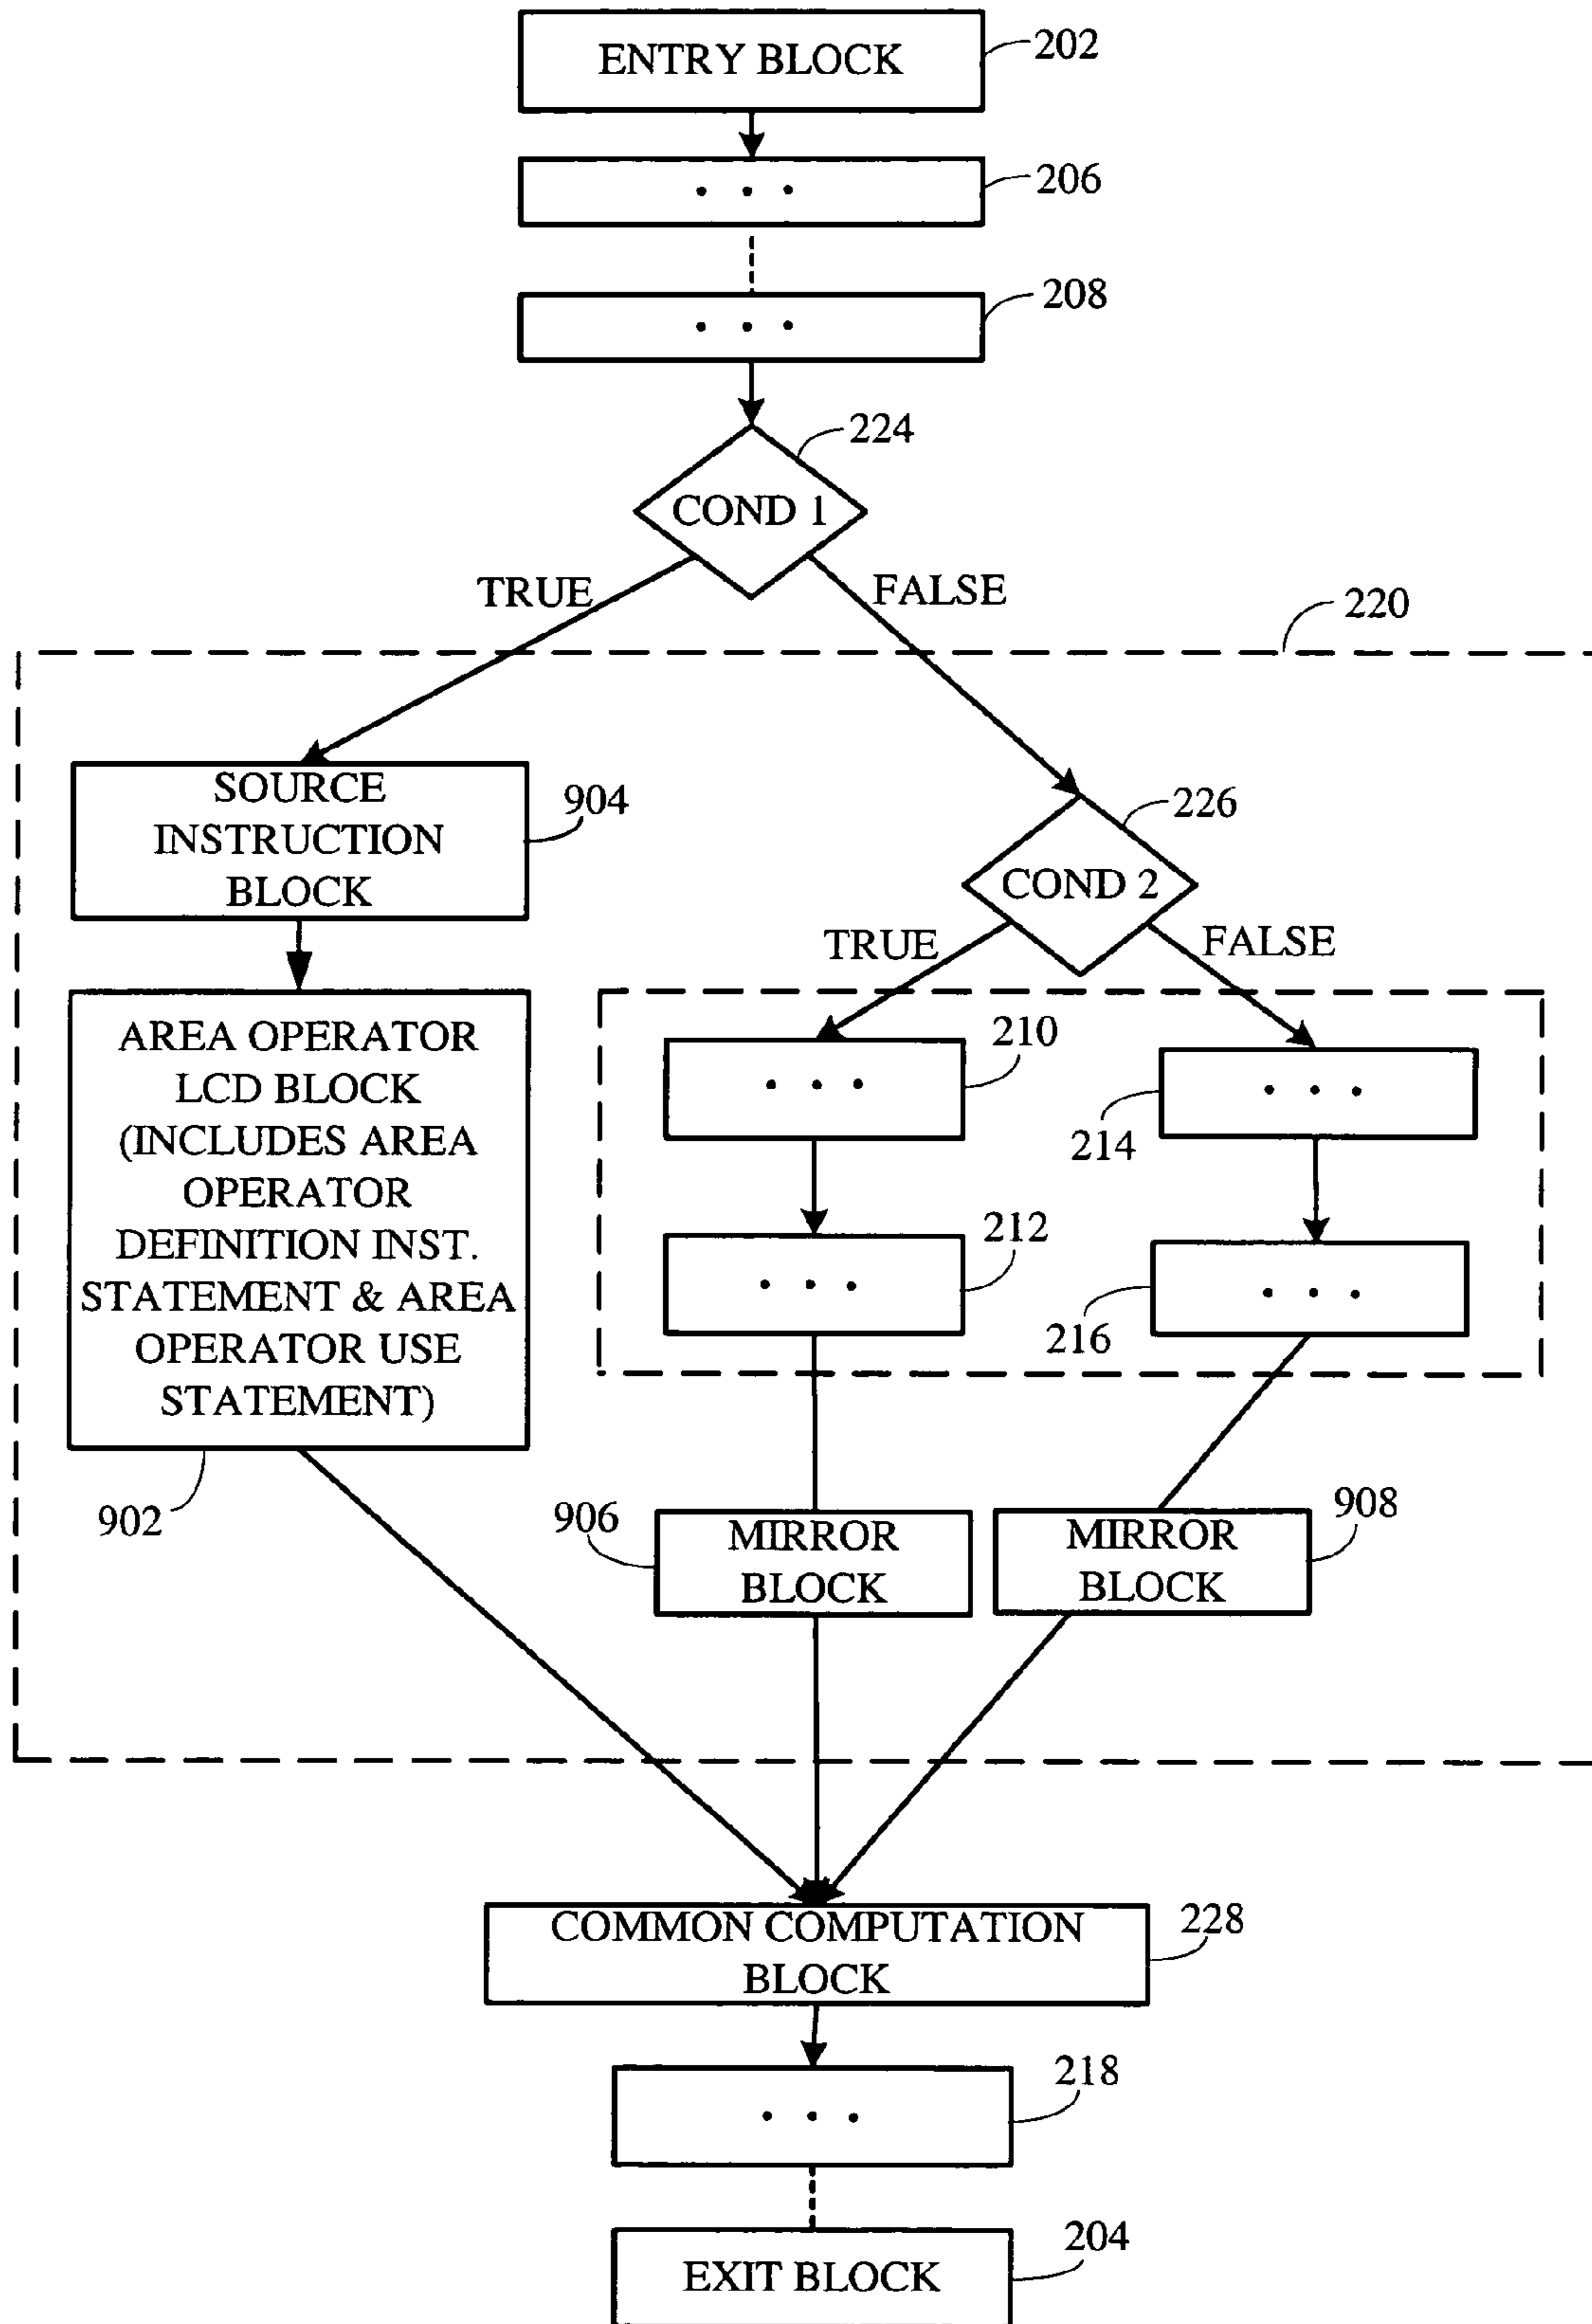 ENTRY BLOCK
202
. . .
206
. . .
208
224
COND 1
TRUE
FALSE
220
SOURCE
INSTRUCTION
BLOCK
904
226
COND 2
TRUE
FALSE
AREA OPERATOR
LCD BLOCK
(INCLUDES AREA
OPERATOR
DEFINITION INST.
STATEMENT & AREA
OPERATOR USE
STATEMENT)
902
. . .
210
. . .
214
. . .
212
. . .
216
906
MIRROR
BLOCK
MIRROR
BLOCK
908
COMMON COMPUTATION
BLOCK
228
. . .
218
EXIT BLOCK
204